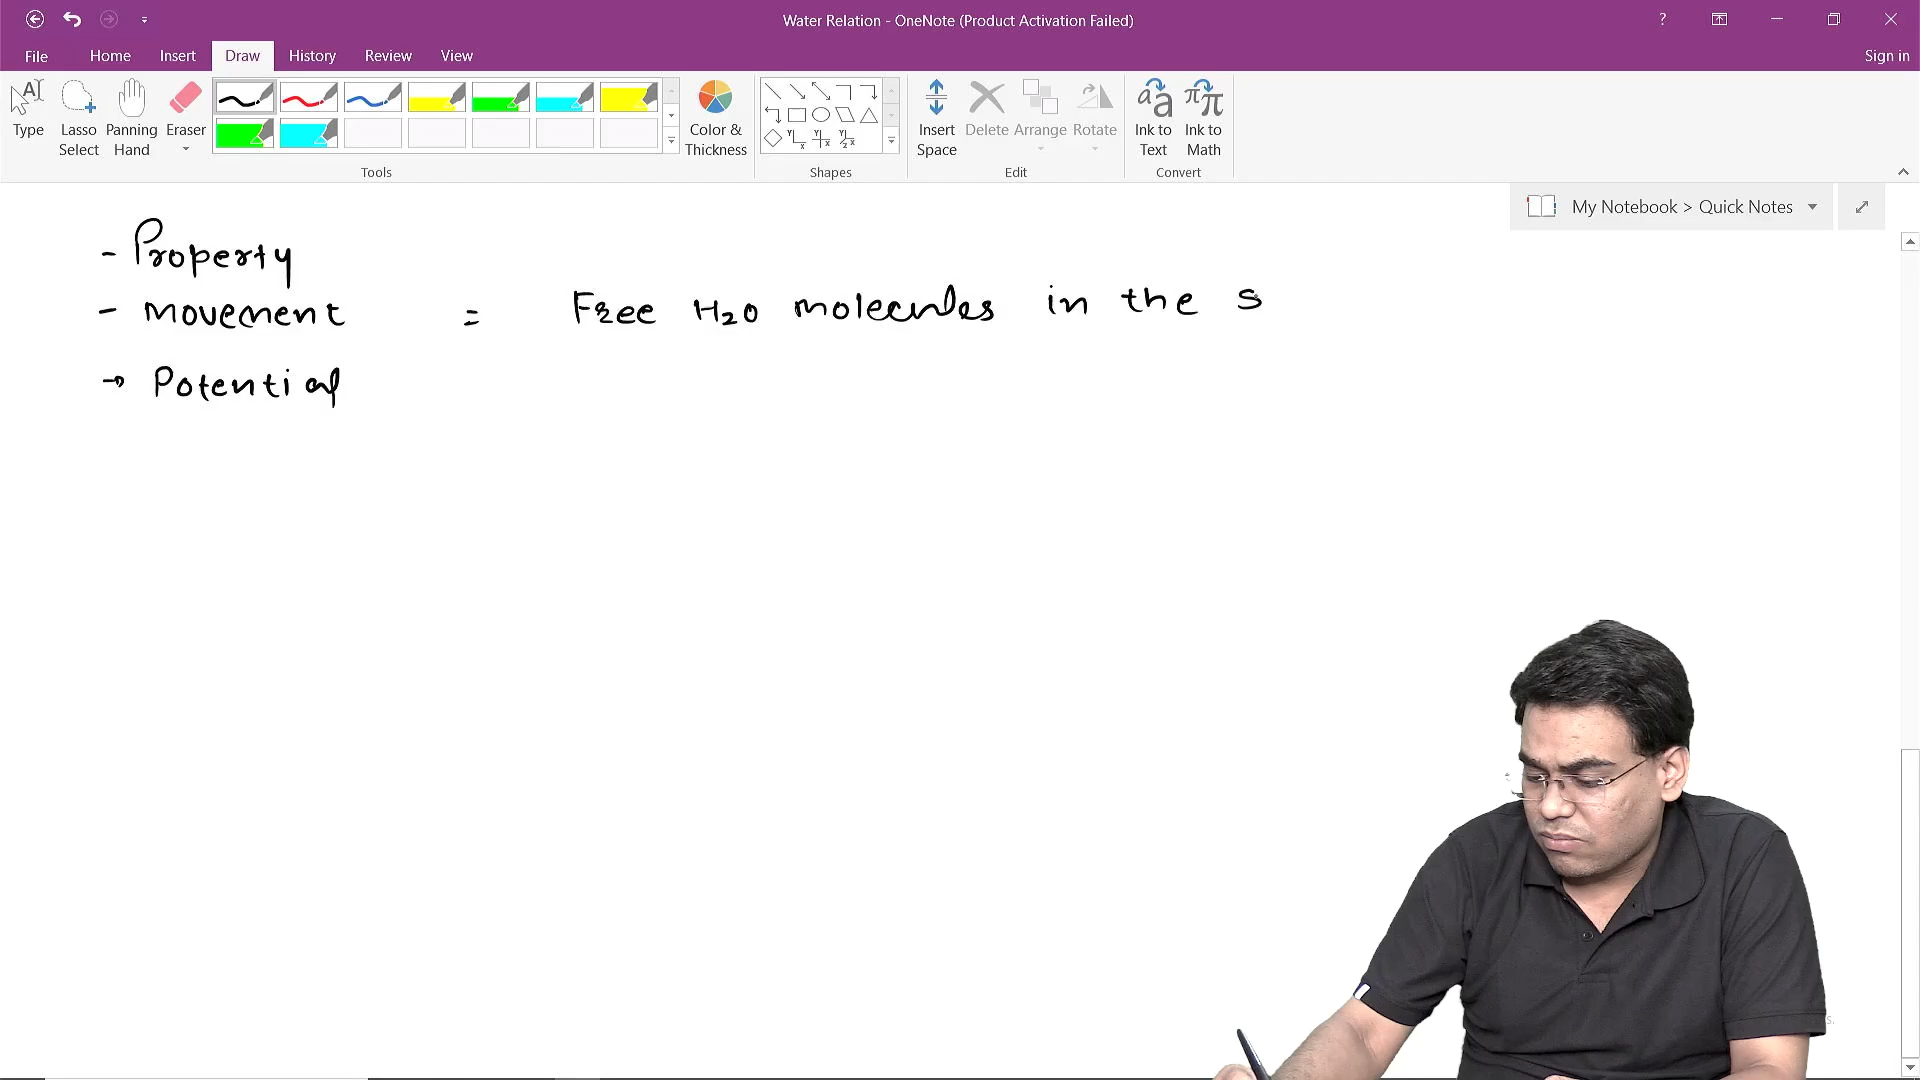 Water Relation - OneNote (Product Activation Failed)
?
File Home Insert Draw History Review View Sign in
Type
Lasso Select
Panning Hand
Eraser
Color & Thickness
Insert Space
Delete
Arrange
Rotate
Ink to Text
Ink to Math
Tools Shapes Edit Convert
My Notebook > Quick Notes
- Property
- Movement = Free H₂O molecules in the S
→ Potential